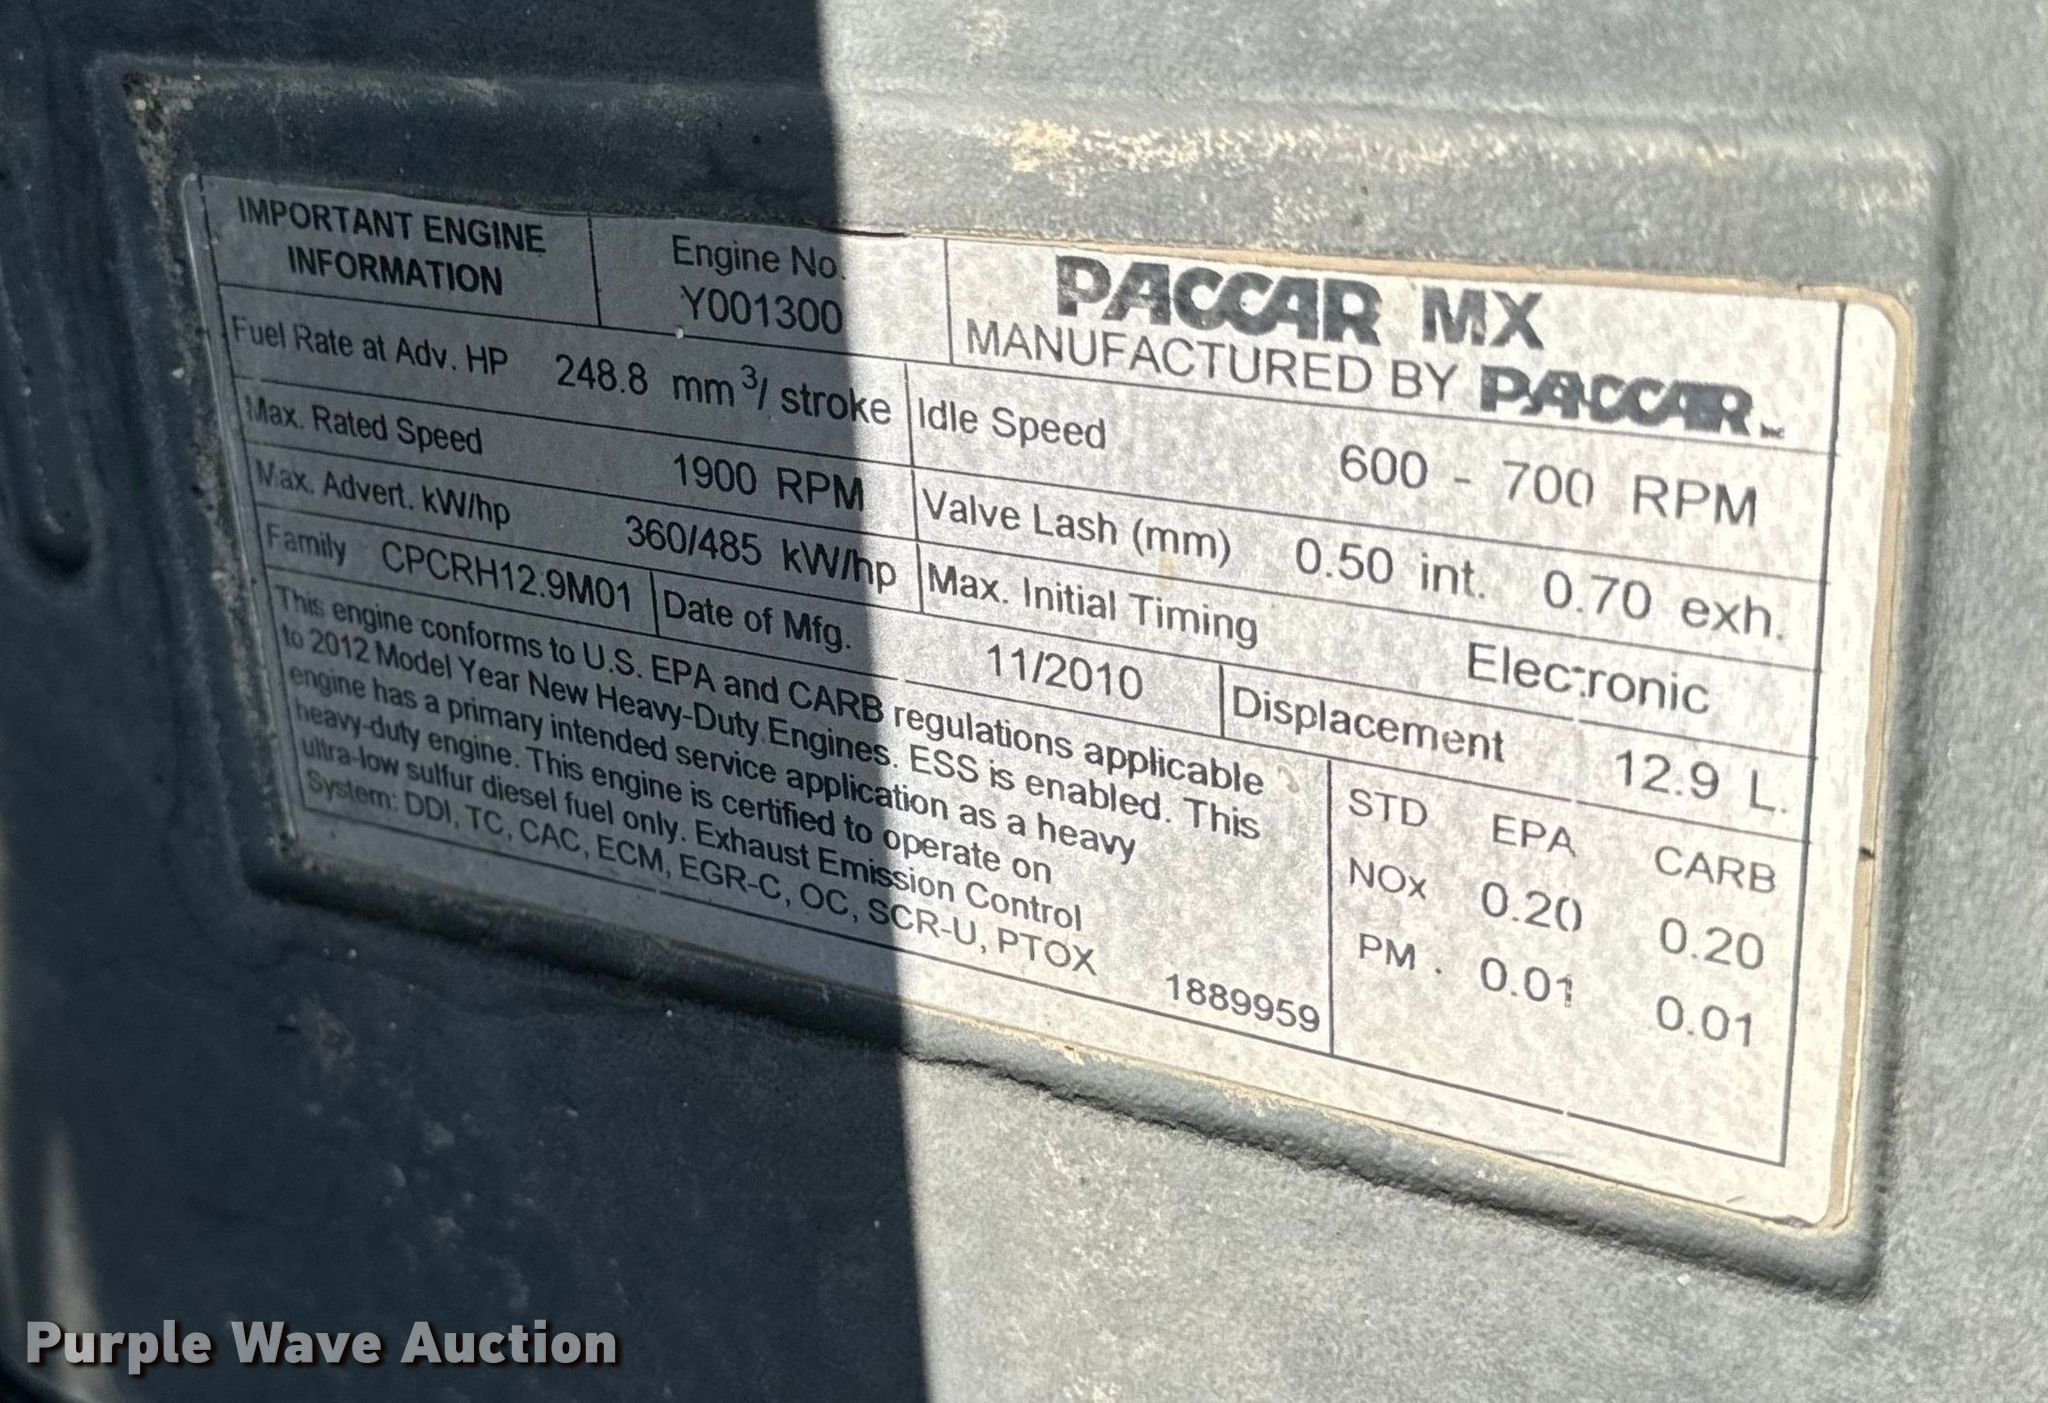 IMPORTANT ENGINE
INFORMATION
Engine No.
Y001300
PACCAR MX
MANUFACTURED BY PACCAR Inc
Fuel Rate at Adv. HP 248.8 mm³/ stroke
Idle Speed 600 - 700 RPM
Max. Rated Speed 1900 RPM
Valve Lash (mm) 0.50 int. 0.70 exh.
Max. Advert. kW/hp 360/485 kW/hp
Max. Initial Timing Electronic
Family CPCRH12.9M01
Date of Mfg. 11/2010
Displacement 12.9 L.
This engine conforms to U.S. EPA and CARB regulations applicable
to 2012 Model Year New Heavy-Duty Engines. ESS is enabled. This
engine has a primary intended service application as a heavy
heavy-duty engine. This engine is certified to operate on
ultra-low sulfur diesel fuel only. Exhaust Emission Control
System: DDI, TC, CAC, ECM, EGR-C, OC, SCR-U, PTOX
1889959
STD EPA CARB
NOx 0.20 0.20
PM . 0.01 0.01
Purple Wave Auction